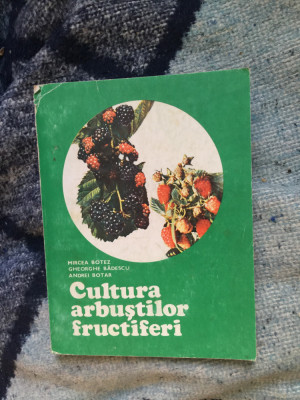 MIRCEA BOTEZ
GHEORGHE BĂDESCU
ANDREI BOTAR
Cultura
arbuștilor
fructiferi